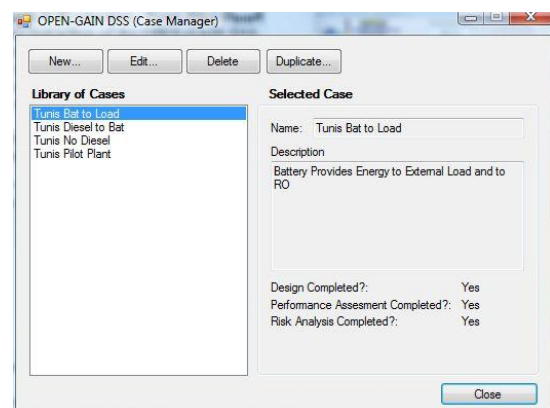 OPEN-GAIN DSS (Case Manager)
New... Edit... Delete Duplicate...
Library of Cases
Tunis Bat to Load
Tunis Diesel to Bat
Tunis No Diesel
Tunis Pilot Plant
Selected Case
Name: Tunis Bat to Load
Description
Battery Provides Energy to External Load and to
RO
Design Completed?: Yes
Performance Assesment Completed?: Yes
Risk Analysis Completed?: Yes
Close